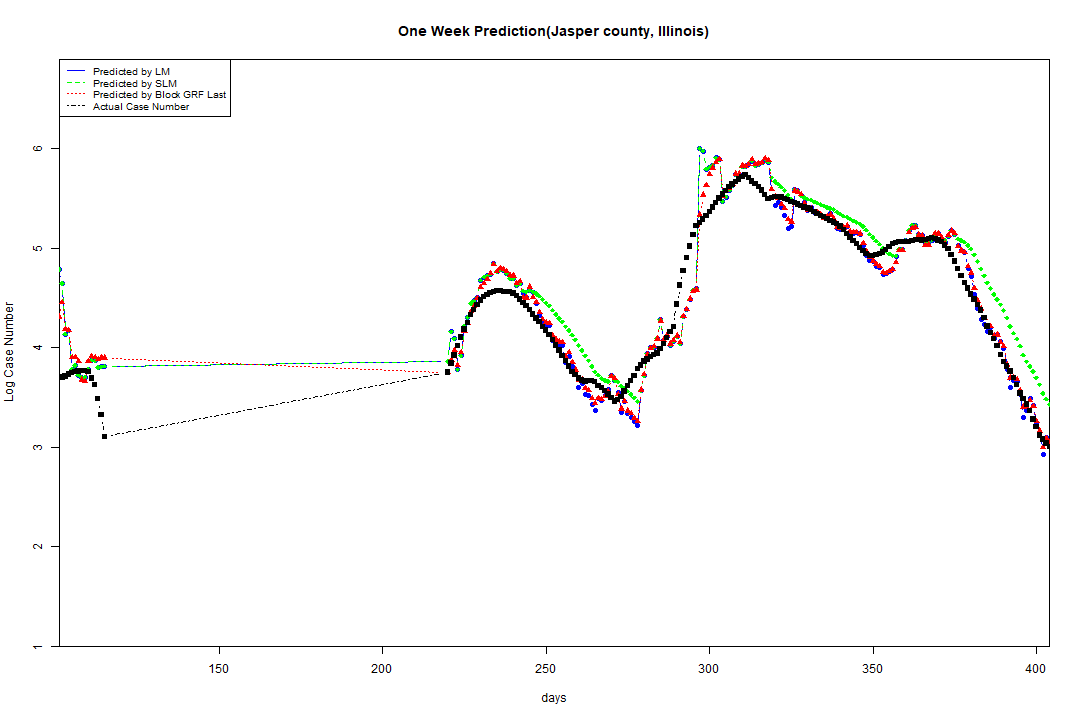 One Week Prediction(Jasper county, Illinois)
Predicted by LM
Predicted by SLM
Predicted by Block GRF Last
Actual Case Number
Log Case Number
6
5
4
3
2
1
150 200 250 300 350 400
days